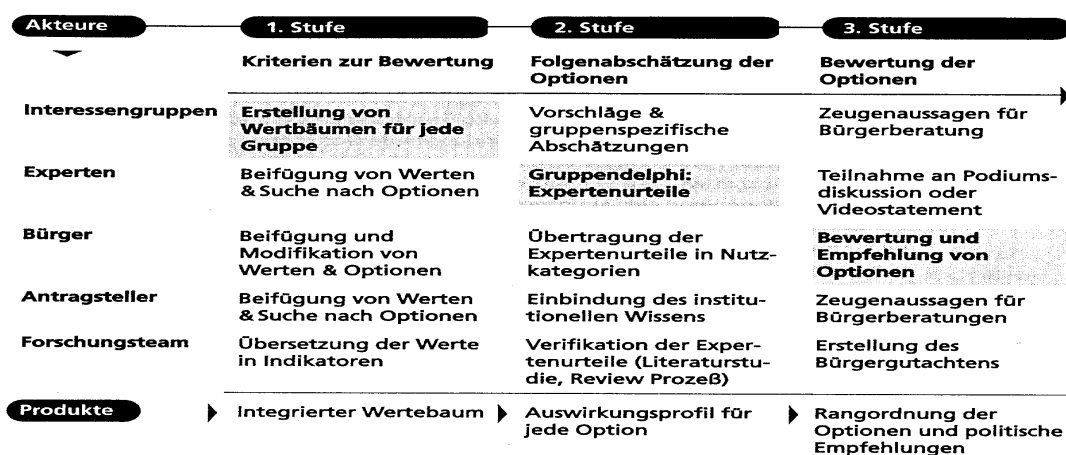 Akteure 1. Stufe 2. Stufe 3. Stufe
Kriterien zur Bewertung Folgenabschätzung der Bewertung der
Optionen Optionen
Interessengruppen Erstellung von Vorschläge & Zeugenaussagen für
Wertbäumen für jede gruppenspezifische Bürgerberatung
Gruppe Abschätzungen
Experten Beifügung von Werten Gruppendelphi: Teilnahme an Podiums-
& Suche nach Optionen Expertenurteile diskussion oder
Videostatement
Bürger Beifügung und Übertragung der Bewertung und
Modifikation von Expertenurteile in Nutz- Empfehlung von
Werten & Optionen kategorien Optionen
Antragsteller Beifügung von Werten Einbindung des institu- Zeugenaussagen für
& Suche nach Optionen tionellen Wissens Bürgerberatungen
Forschungsteam Übersetzung der Werte Verifikation der Exper- Erstellung des
in Indikatoren tenurteile (Literaturstu- Bürgergutachtens
die, Review Prozeß)
Produkte Integrierter Wertebaum Auswirkungsprofil für Rangordnung der
jede Option Optionen und politische
Empfehlungen